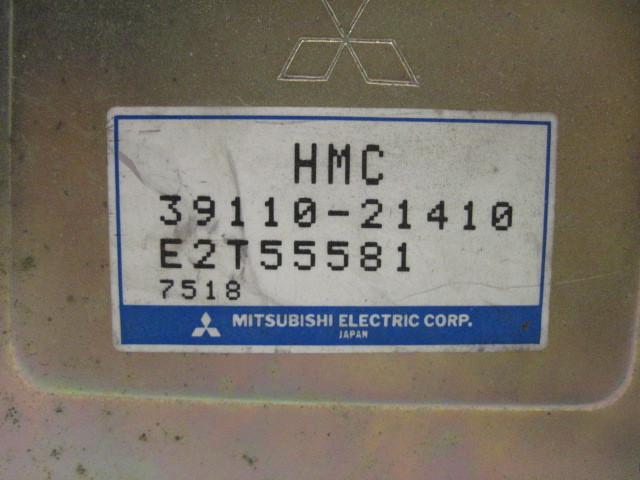 HMC
39110-21410
E2T55581
7518
MITSUBISHI ELECTRIC CORP.
JAPAN